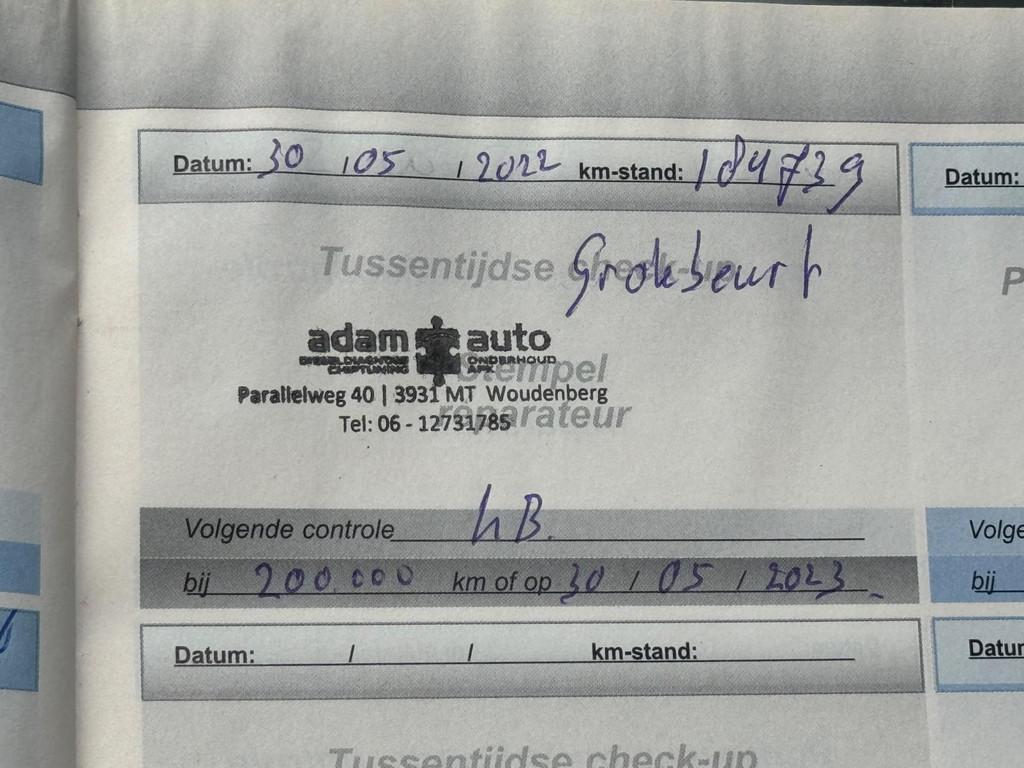 Datum: 30 / 05 / 2022 km-stand: 184739
Datum:
Tussentijdse check-up
Grote beurt
adam auto
DIESELDIAGNOSE ONDERHOUD
CHIPTUNING APK
Stempel
Parallelweg 40 | 3931 MT Woudenberg
reparateur
Tel: 06 - 12731785
Volgende controle hB.
Volge
bij 200.000 km of op 30 / 05 / 2023
bij
Datum: / / km-stand:
Datum
Tussentijdse check-up